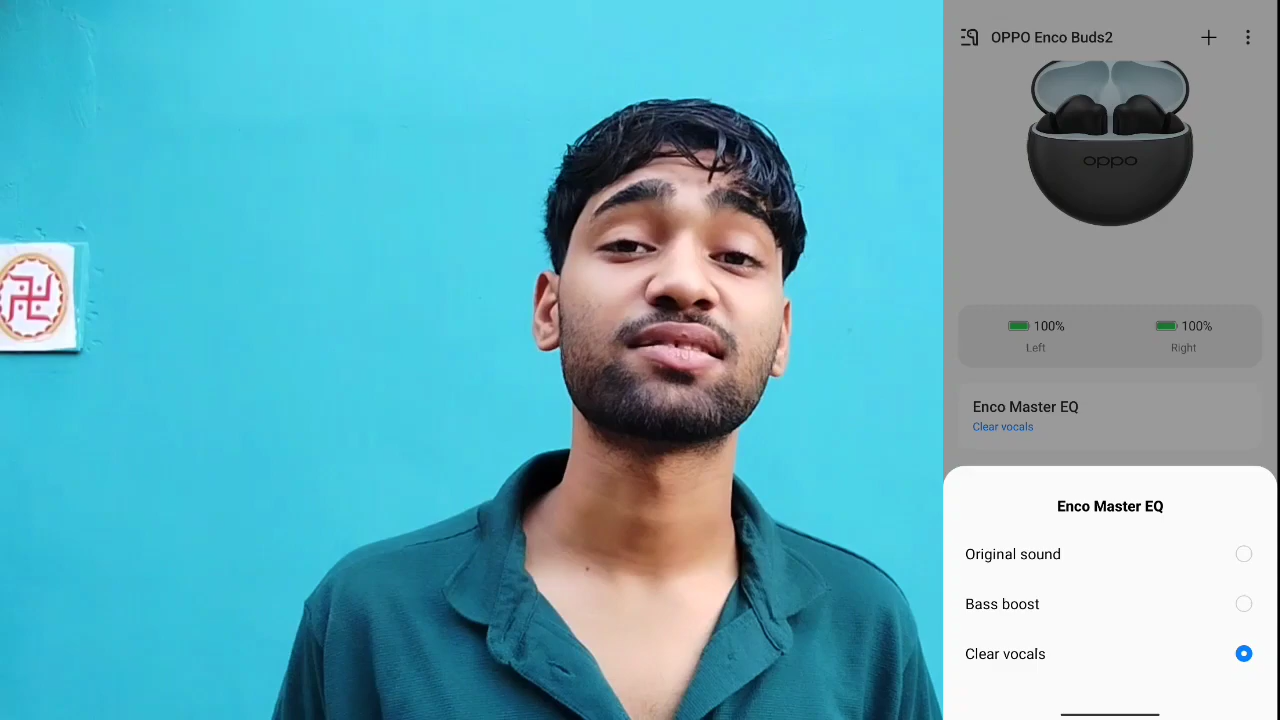 OPPO Enco Buds2
oppo
100%
Left
100%
Right
Enco Master EQ
Clear vocals
Enco Master EQ
Original sound
Bass boost
Clear vocals